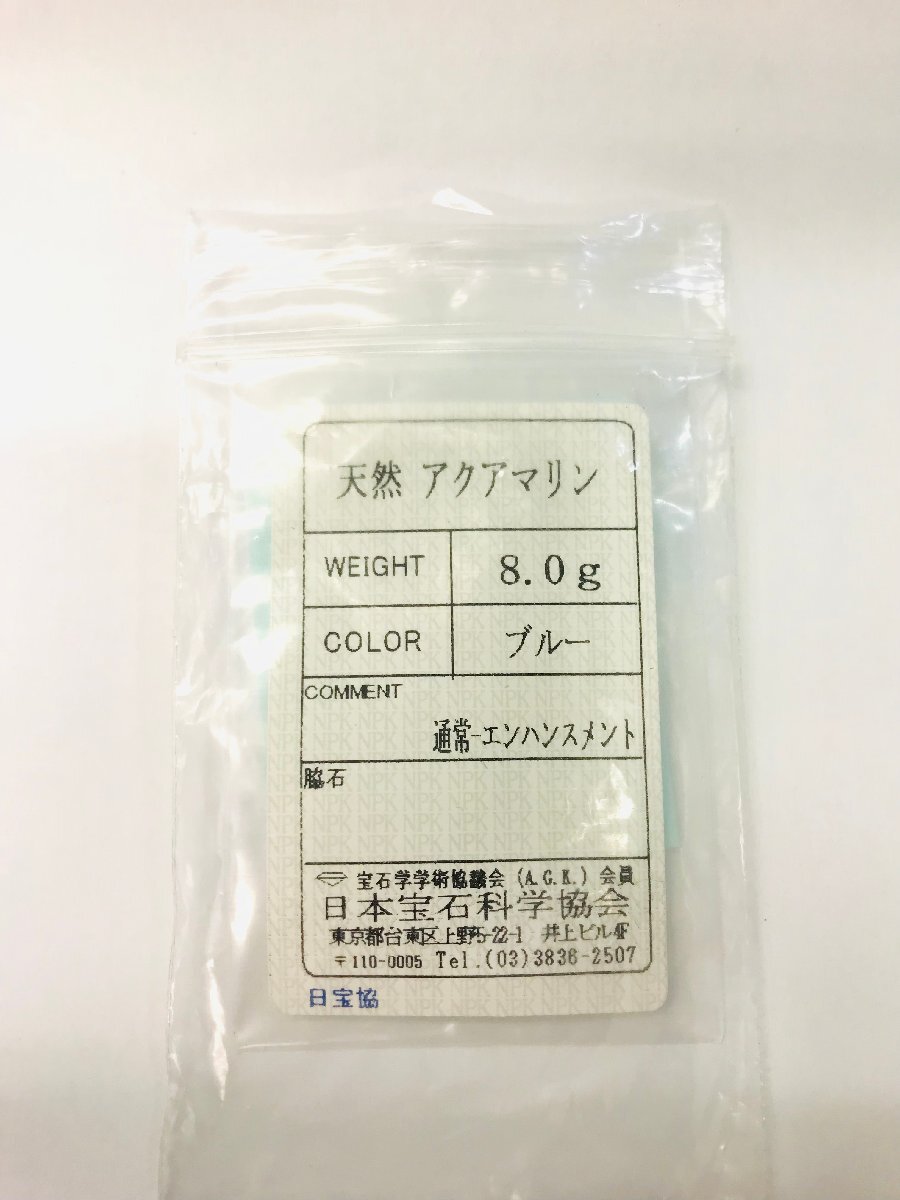 天然 アクアマリン
WEIGHT 8.0g
COLOR ブルー
COMMENT
通常-エンハンスメント
脇石
宝石学学術協議会 (A.G.K.) 会員
日本宝石科学協会
東京都台東区上野5-22-1 井上ビル4F
〒110-0005 Tel.(03)3836-2507
日宝協